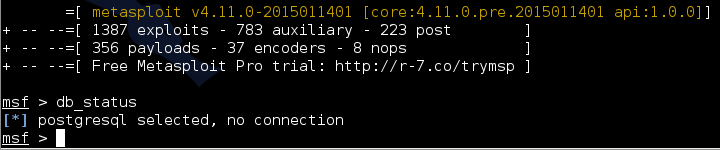 =[ metasploit v4.11.0-2015011401 [core:4.11.0.pre.2015011401 api:1.0.0]]
+ -- --=[ 1387 exploits - 783 auxiliary - 223 post        ]
+ -- --=[ 356 payloads - 37 encoders - 8 nops             ]
+ -- --=[ Free Metasploit Pro trial: http://r-7.co/trymsp ]
msf > db_status
[*] postgresql selected, no connection
msf >